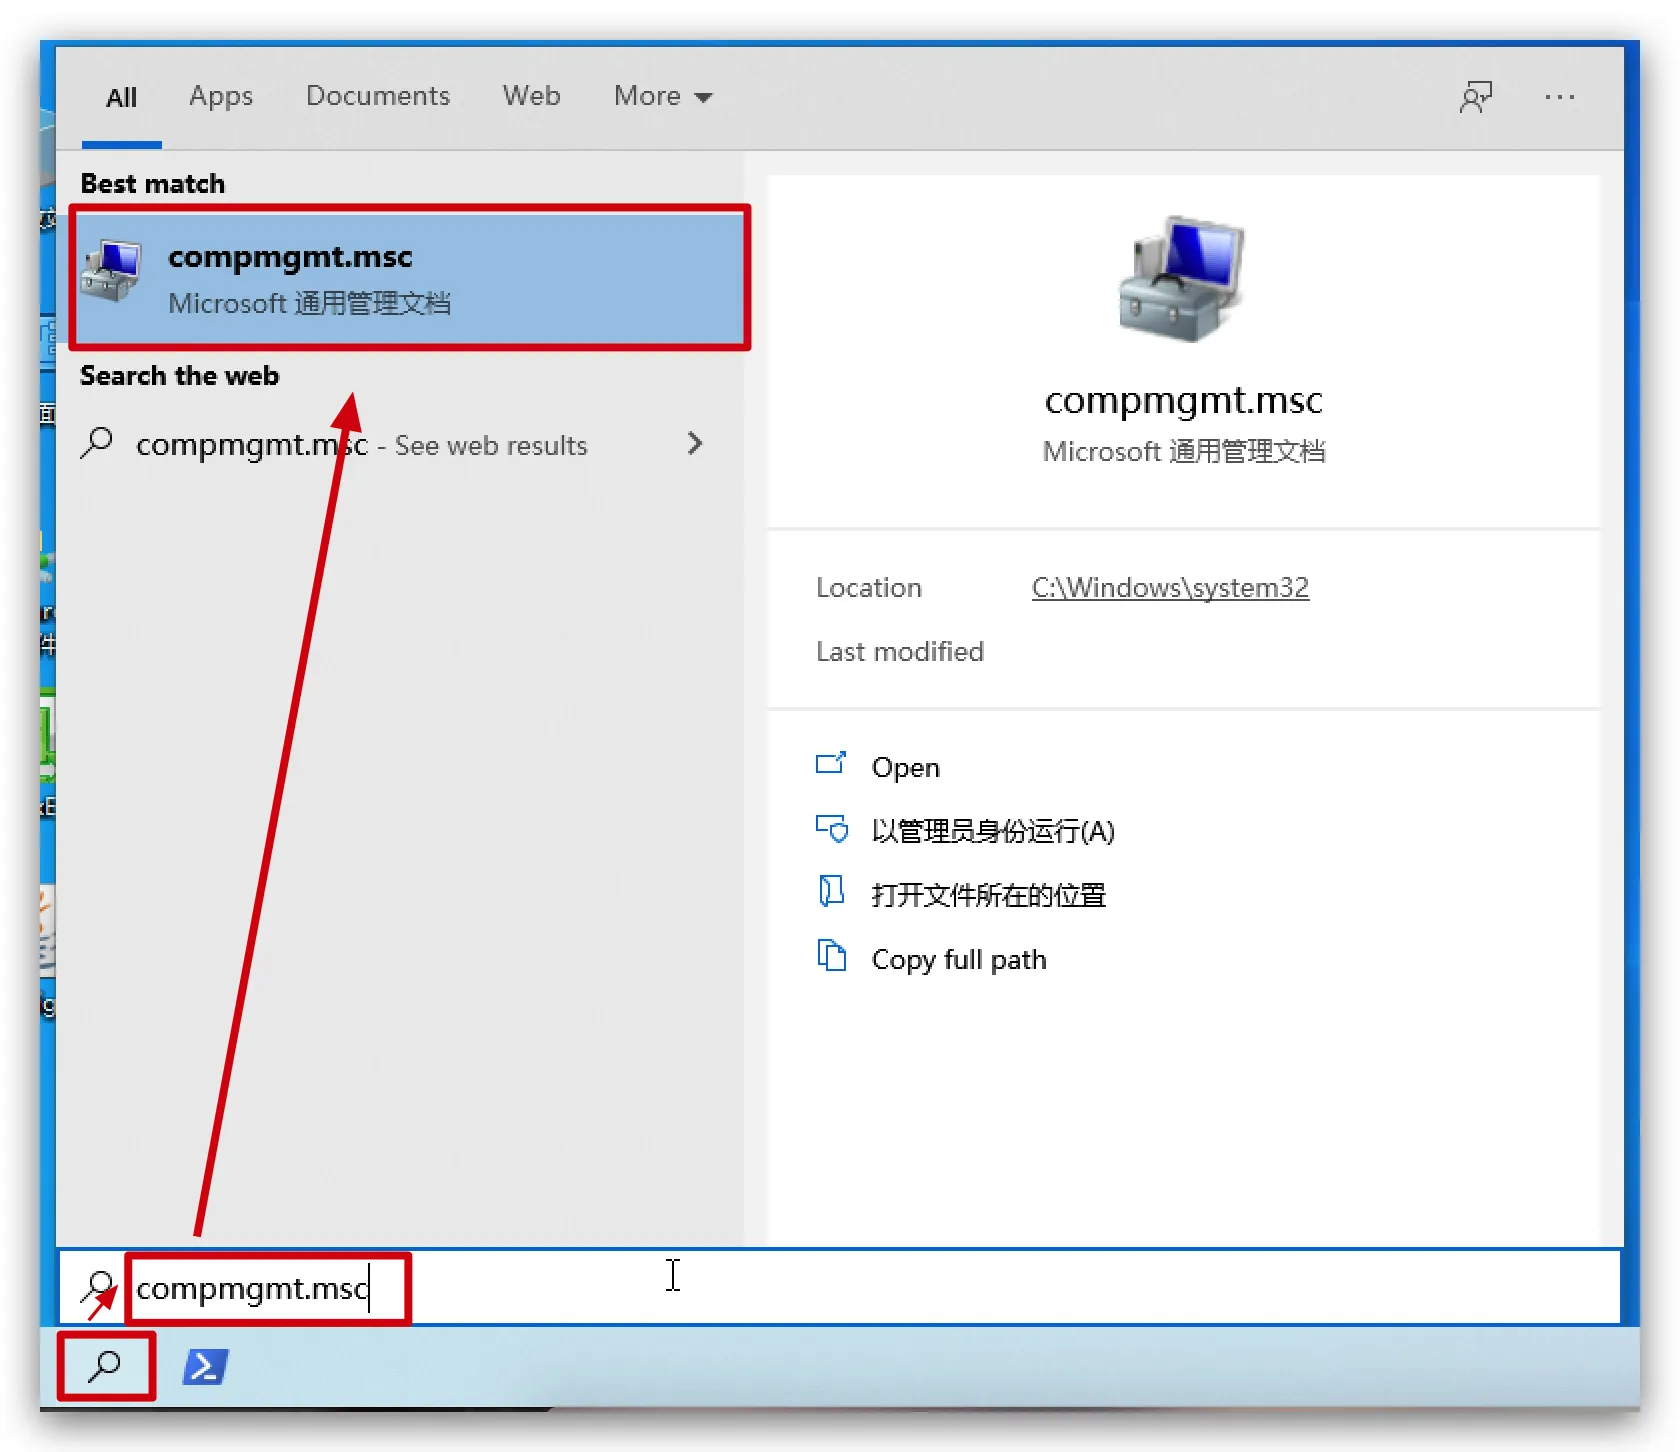 All Apps Documents Web More
Best match
compmgmt.msc
Microsoft 通用管理文档
Search the web
compmgmt.msc - See web results
compmgmt.msc
Microsoft 通用管理文档
Location C:\Windows\system32
Last modified
Open
以管理员身份运行(A)
打开文件所在的位置
Copy full path
compmgmt.msc